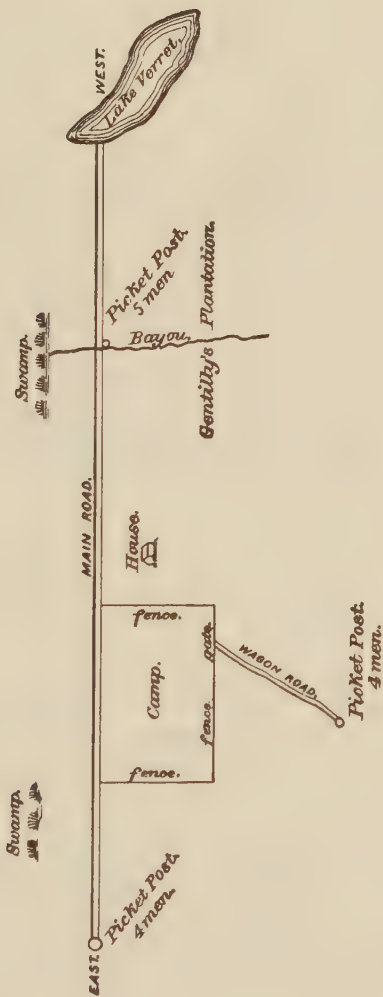 WEST.
Lake Verret,
Picket Post.
5 men
Bayou,
Gentilly's Plantation.
Swamp.
MAIN ROAD.
House.
fence.
gate
WAGON ROAD.
Picket Post.
4 men.
Camp.
fence.
fence.
Swamp.
Picket Post.
4 men.
EAST.